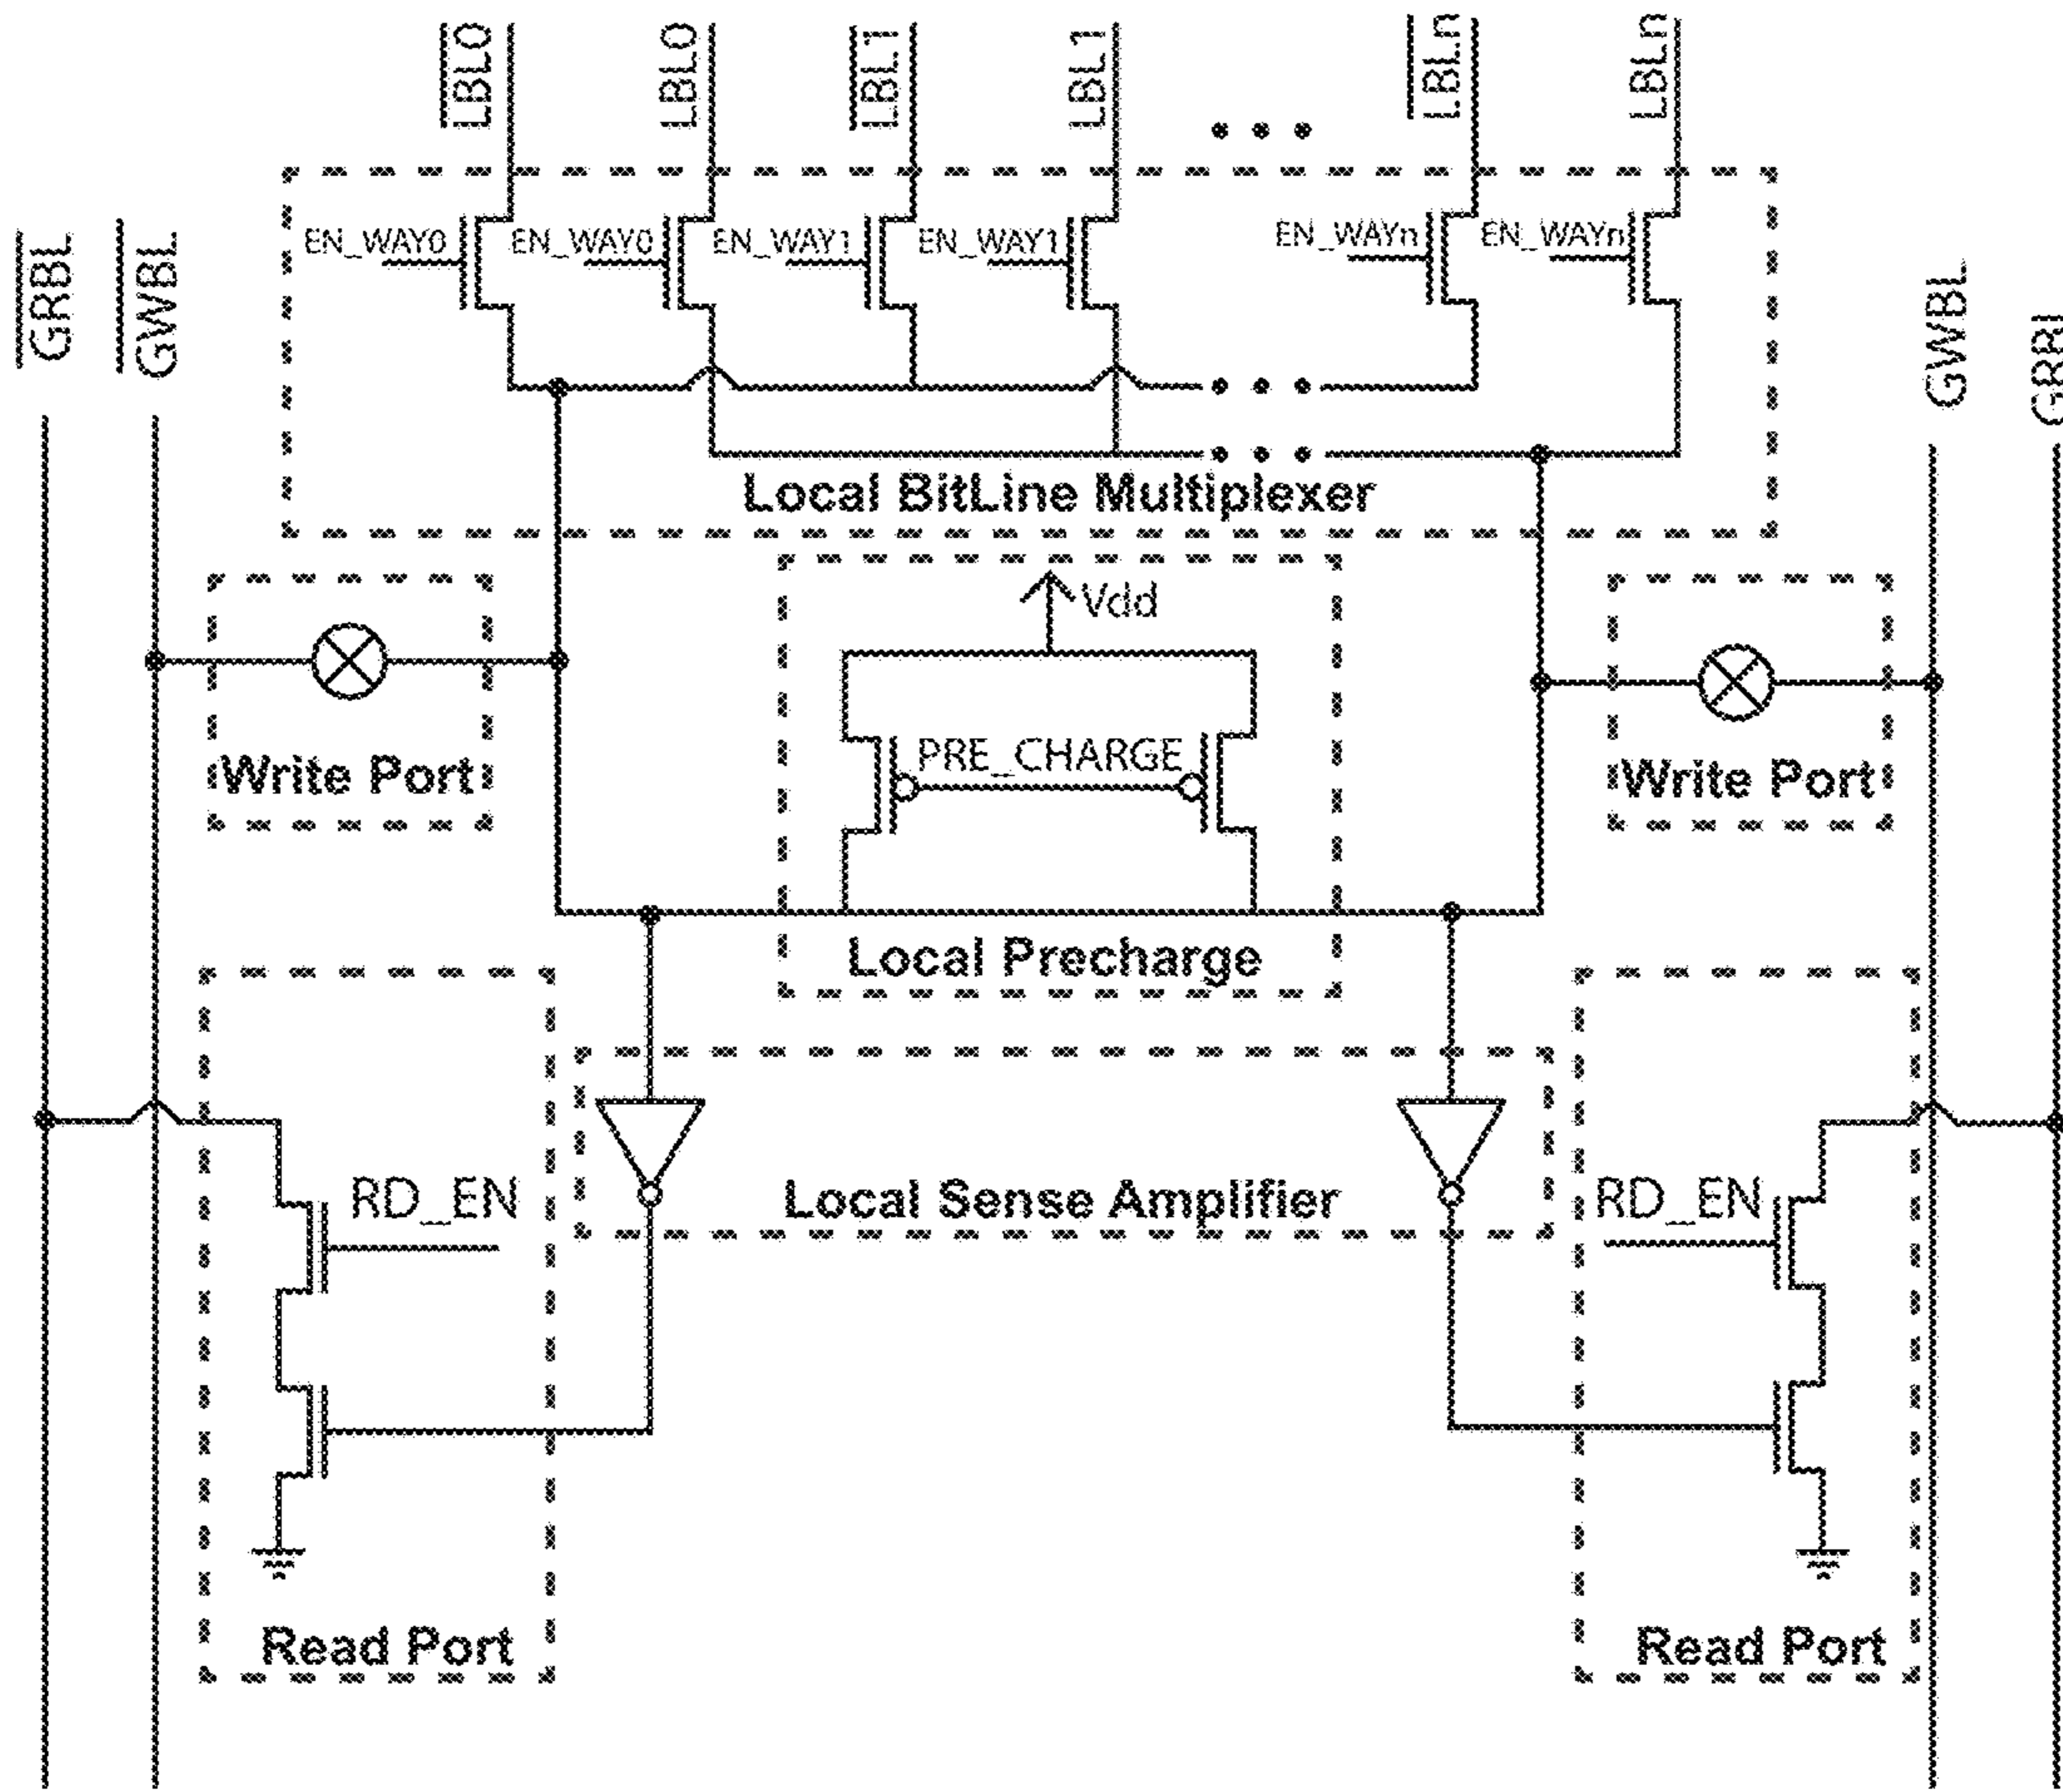 LBL0
LBL0
LBL1
LBL1
LBLn
LBLn
EN_WAY0
EN_WAY0
EN_WAY1
EN_WAY1
EN_WAYn
EN_WAYn
GRBL
GWBL
GWBL
GRBL
Local BitLine Multiplexer
Vdd
PRE_CHARGE
Write Port
Write Port
Local Precharge
RD_EN
Local Sense Amplifier
RD_EN
Read Port
Read Port